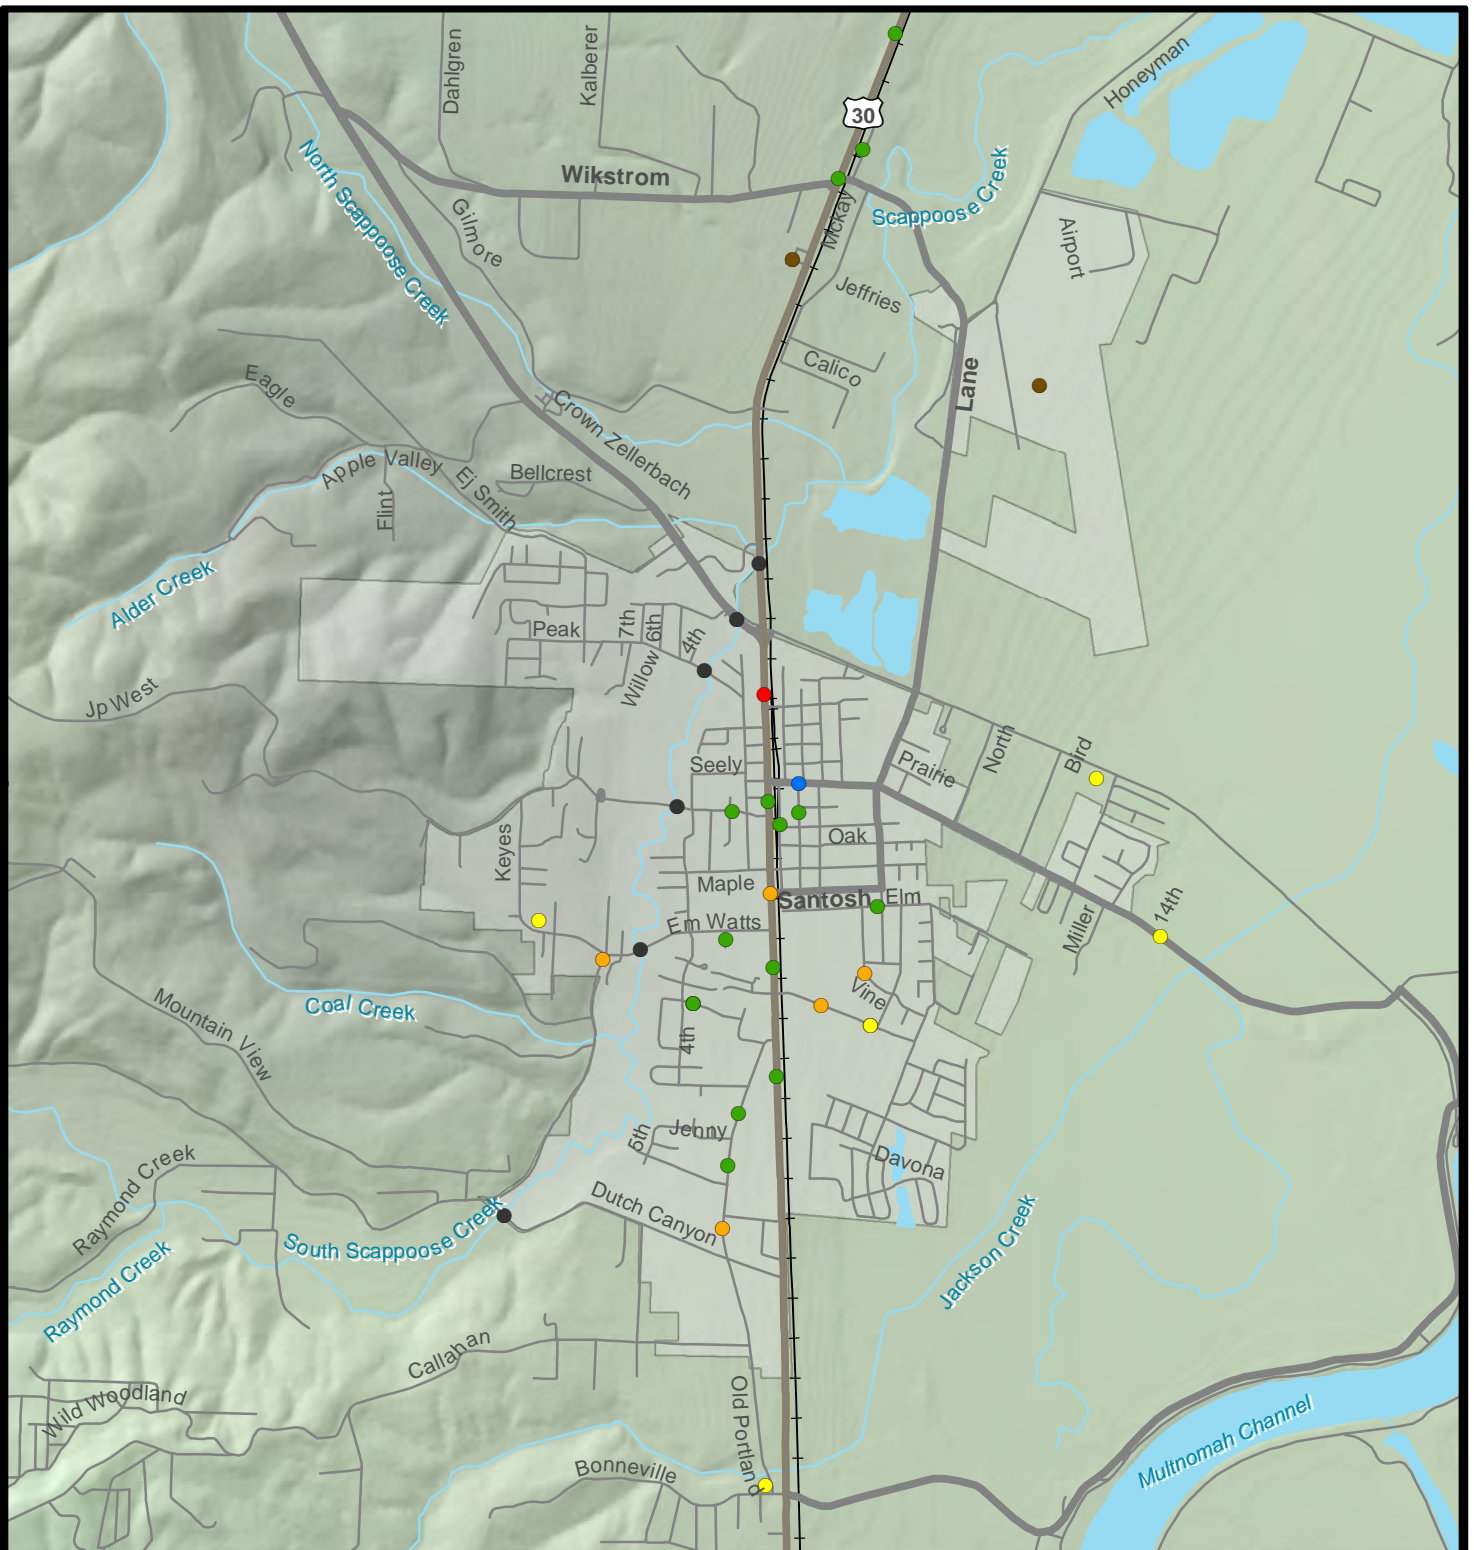 Dahlgren
Kalberer
30
Honeyman
North Scappoose Creek
Wikstrom
Gilmore
Mckay
Scappoose Creek
Airport
Jeffries
Calico
Lane
Eagle
Crown Zellerbach
Apple Valley
Flint
Ej Smith
Bellcrest
Alder Creek
Peak
7th
6th
4th
Willow
Jp West
Seely
Prairie
North
Bird
Keyes
Oak
Maple
Santosh
Elm
Em Watts
Miller
14th
Vine
Coal Creek
Mountain View
4th
5th
Jenny
Davona
Raymond Creek
Raymond Creek
South Scappoose Creek
Dutch Canyon
Jackson Creek
Callahan
Wild Woodland
Old Portland
Bonneville
Multnomah Channel